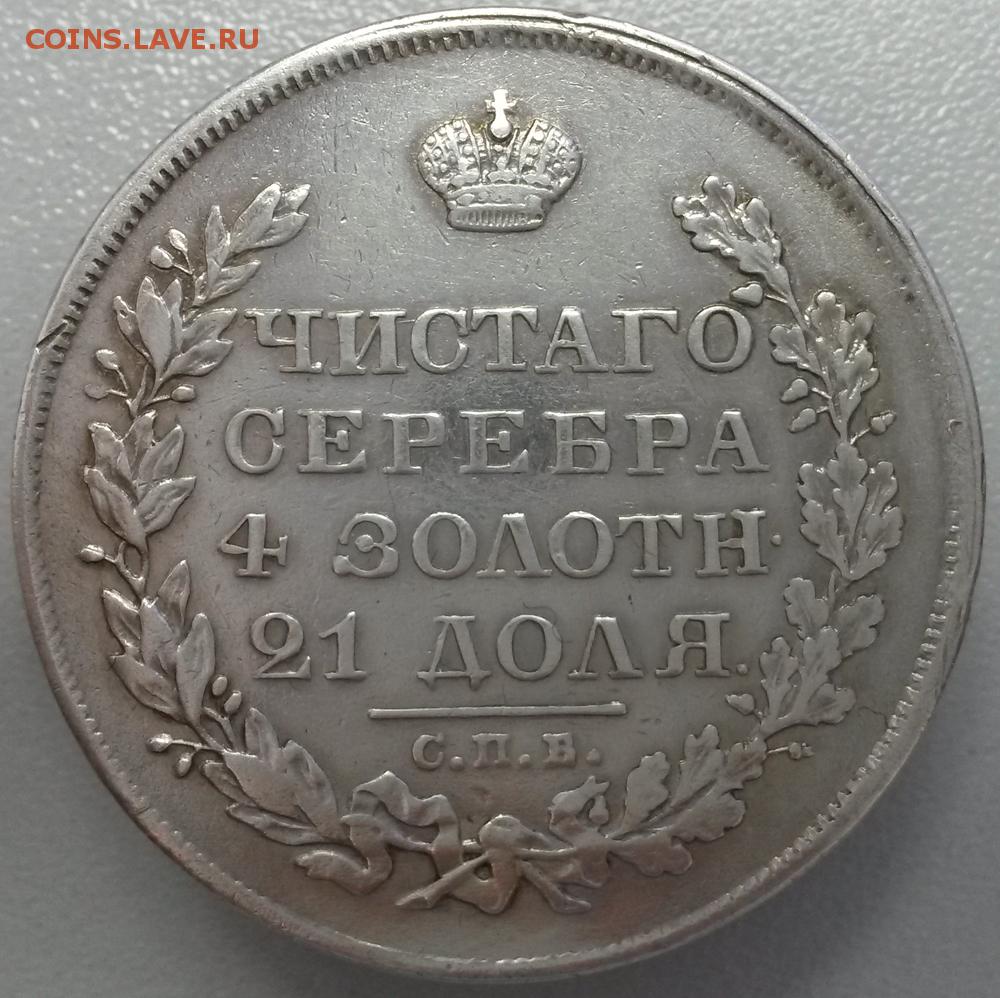 COINS.LAVE.RU
ЧИСТАГО
СЕРЕБРА
4 ЗОЛОТН·
21 ДОЛЯ.
С.П.Б.